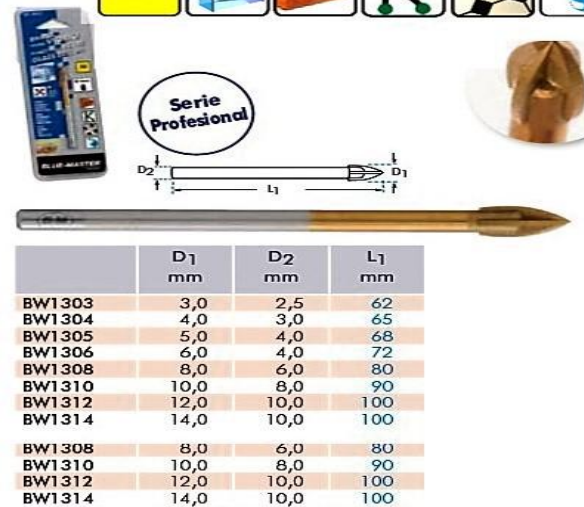 BLUE-MASTER
Serie
Profesional
D2
D1
L1
B-M
D1 D2 L1
mm mm mm
BW1303 3,0 2,5 62
BW1304 4,0 3,0 65
BW1305 5,0 4,0 68
BW1306 6,0 4,0 72
BW1308 8,0 6,0 80
BW1310 10,0 8,0 90
BW1312 12,0 10,0 100
BW1314 14,0 10,0 100
BW1308 8,0 6,0 80
BW1310 10,0 8,0 90
BW1312 12,0 10,0 100
BW1314 14,0 10,0 100